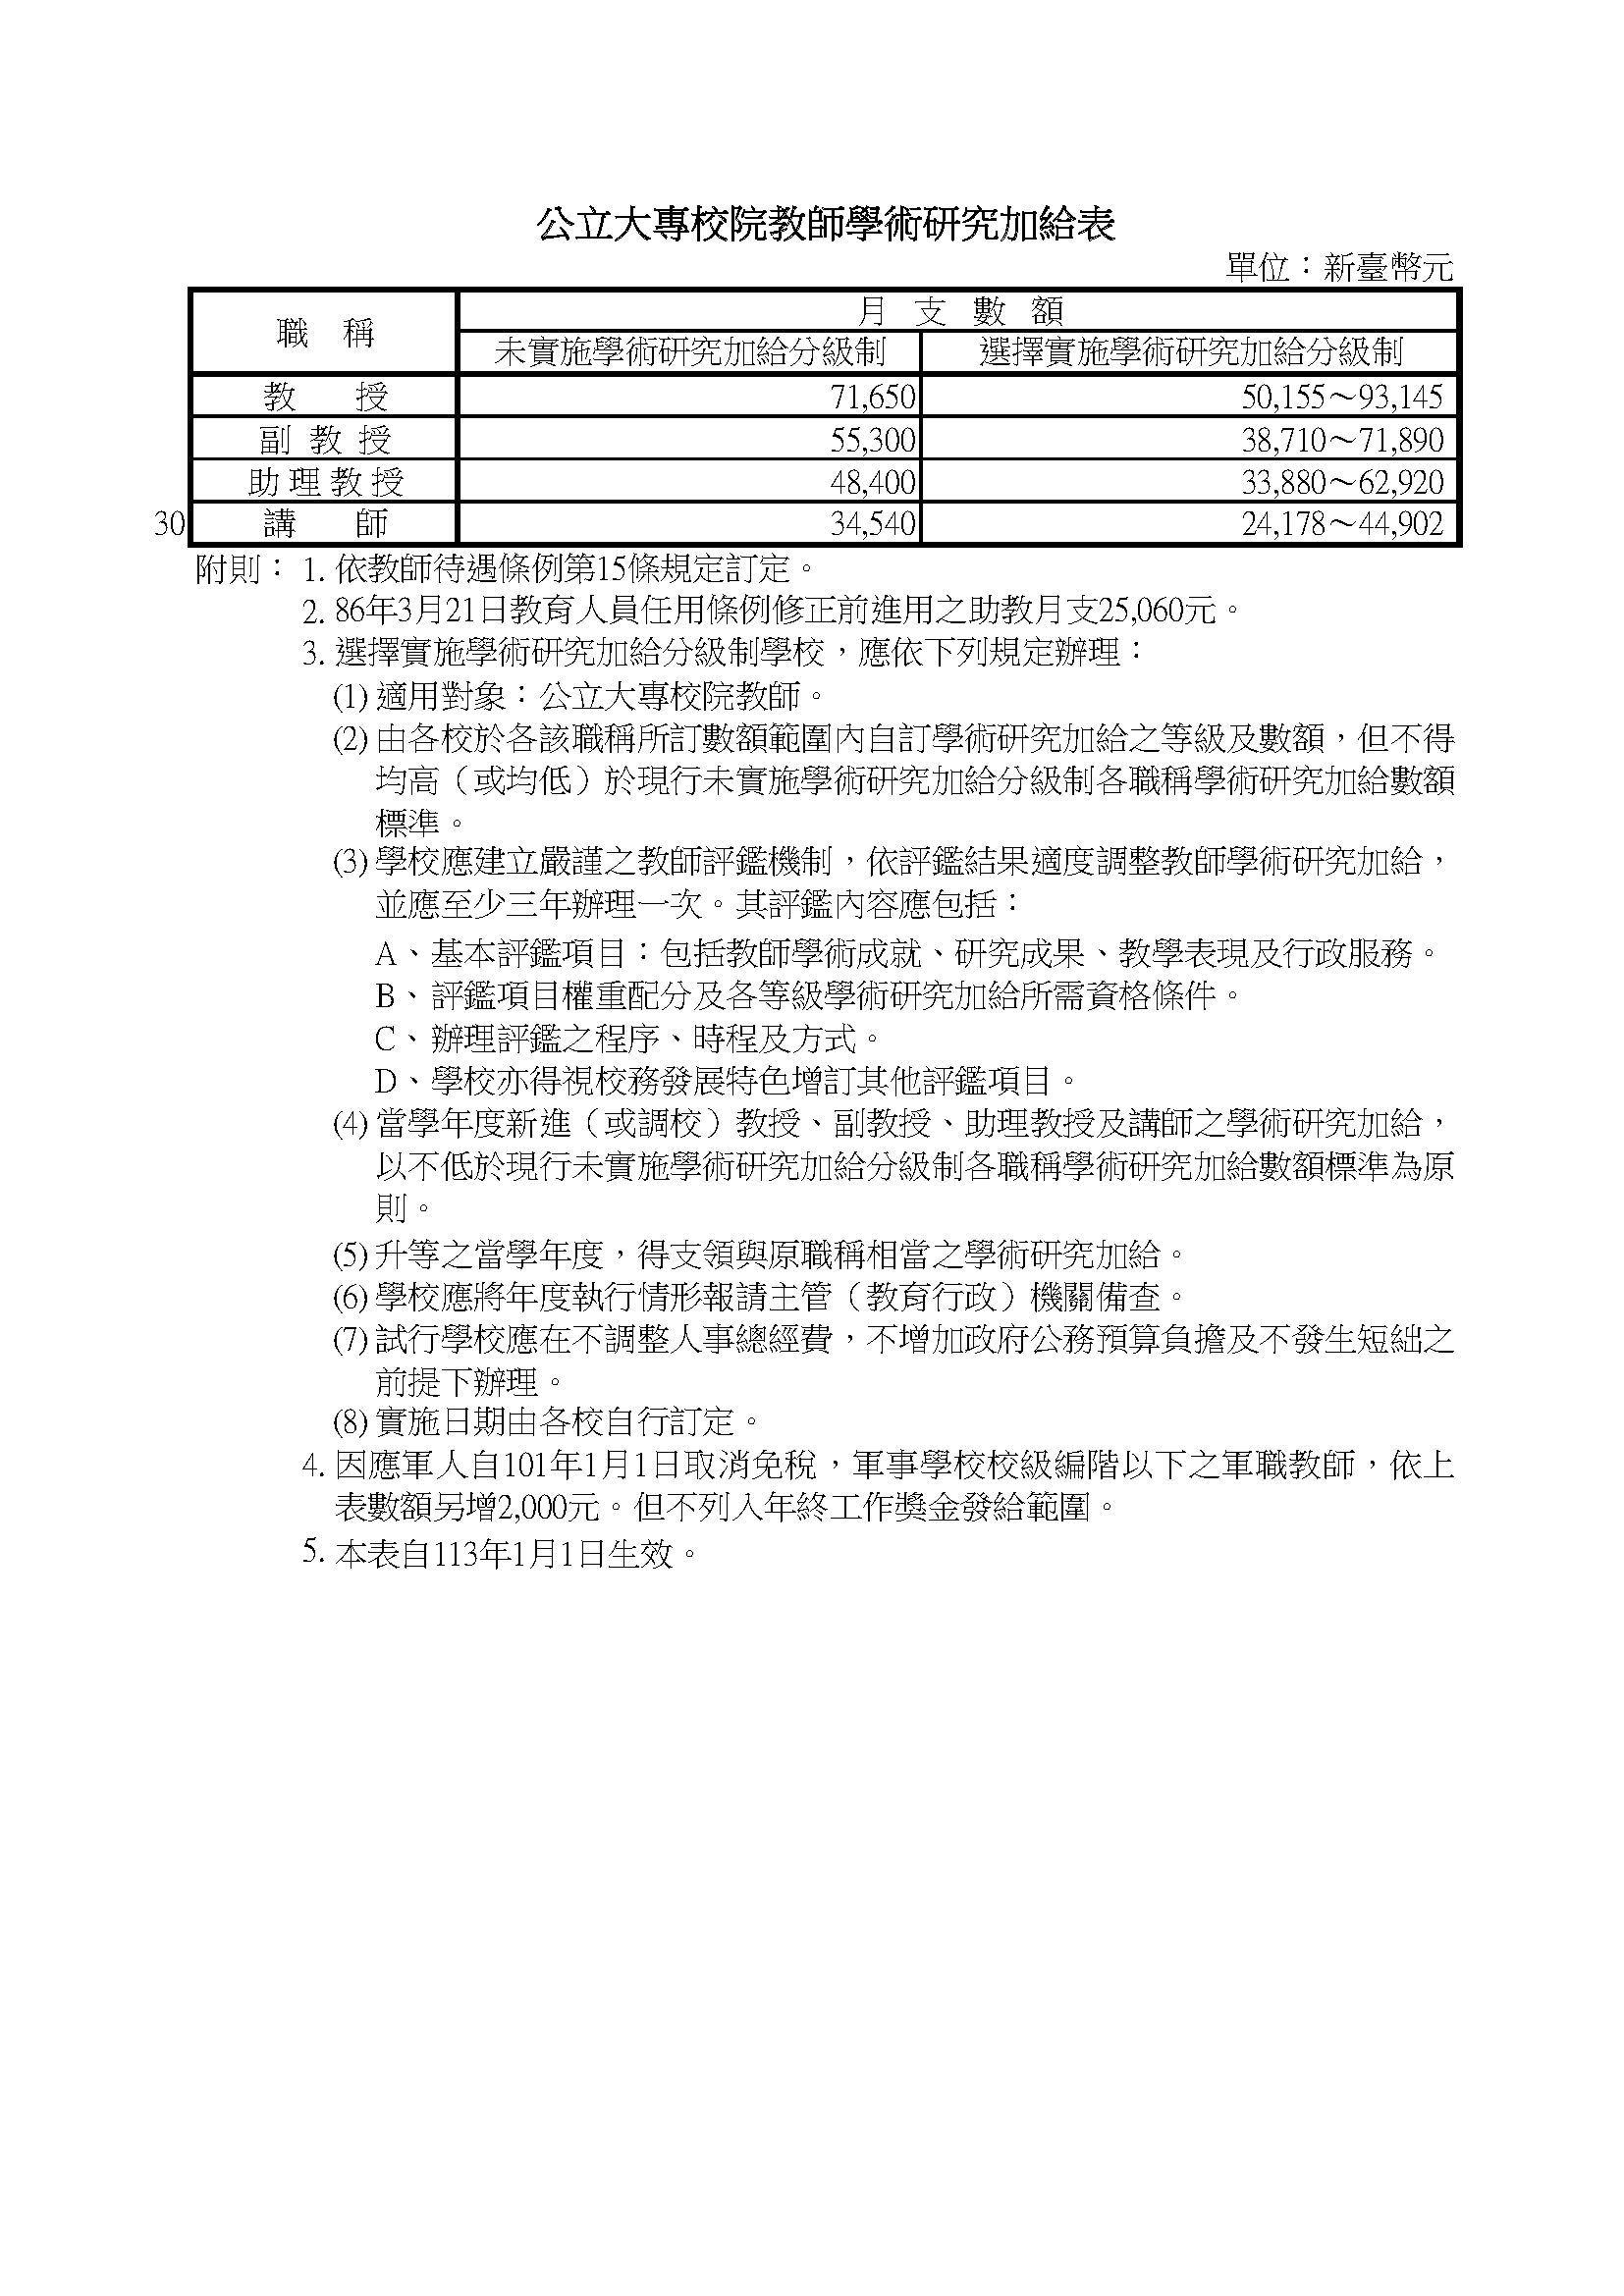 公立大專校院教師學術研究加給表
單位：新臺幣元
職 稱
月 支 數 額
未實施學術研究加給分級制 選擇實施學術研究加給分級制
教 授 71,650 50,155～93,145
副 教 授 55,300 38,710～71,890
助 理 教 授 48,400 33,880～62,920
30 講 師 34,540 24,178～44,902
附則： 1. 依教師待遇條例第15條規定訂定。
2. 86年3月21日教育人員任用條例修正前進用之助教月支25,060元。
3. 選擇實施學術研究加給分級制學校，應依下列規定辦理：
(1) 適用對象：公立大專校院教師。
(2) 由各校於各該職稱所訂數額範圍內自訂學術研究加給之等級及數額，但不得
均高（或均低）於現行未實施學術研究加給分級制各職稱學術研究加給數額
標準。
(3) 學校應建立嚴謹之教師評鑑機制，依評鑑結果適度調整教師學術研究加給，
並應至少三年辦理一次。其評鑑內容應包括：
A、基本評鑑項目：包括教師學術成就、研究成果、教學表現及行政服務。
B、評鑑項目權重配分及各等級學術研究加給所需資格條件。
C、辦理評鑑之程序、時程及方式。
D、學校亦得視校務發展特色增訂其他評鑑項目。
(4) 當學年度新進（或調校）教授、副教授、助理教授及講師之學術研究加給，
以不低於現行未實施學術研究加給分級制各職稱學術研究加給數額標準為原
則。
(5) 升等之當學年度，得支領與原職稱相當之學術研究加給。
(6) 學校應將年度執行情形報請主管（教育行政）機關備查。
(7) 試行學校應在不調整人事總經費，不增加政府公務預算負擔及不發生短絀之
前提下辦理。
(8) 實施日期由各校自行訂定。
4. 因應軍人自101年1月1日取消免稅，軍事學校校級編階以下之軍職教師，依上
表數額另增2,000元。但不列入年終工作獎金發給範圍。
5. 本表自113年1月1日生效。